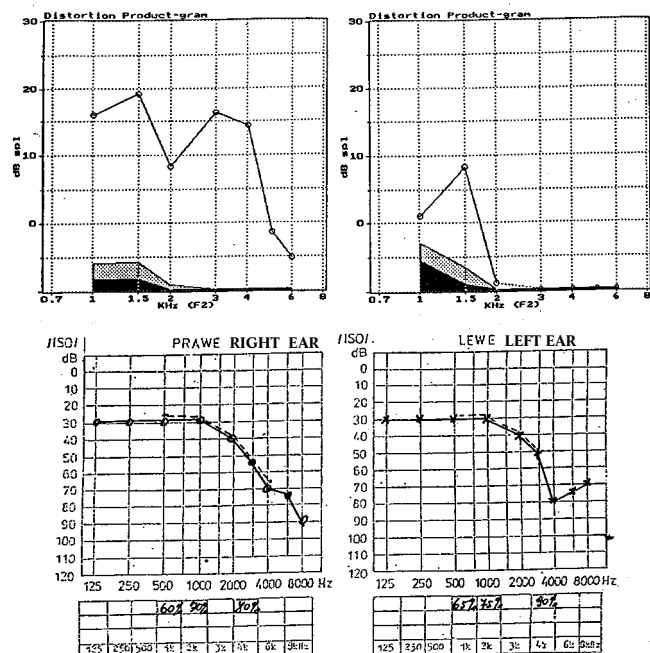 Distortion Product-gram
30
20
10
0
dB spl
0.7 1 1.5 2 3 4 6 8
KHz (F2)
Distortion Product-gram
30
20
10
0
dB spl
0.7 1 1.5 2 3 4 6 8
KHz (F2)
/ISO/ PRAWE RIGHT EAR
dB
0
10
20
30
40
50
60
70
80
90
100
110
120
125 250 500 1000 2000 4000 8000 Hz
60% 90%
125 250 500 1k 2k 3k 4k 6k 8kHz
/ISO/. LEWE LEFT EAR
dB
0
10
20
30
40
50
60
70
80
90
100
110
120
125 250 500 1000 2000 4000 8000 Hz.
65% 75% 90%
125 250 500 1k 2k 3k 4k 6k 8kHz